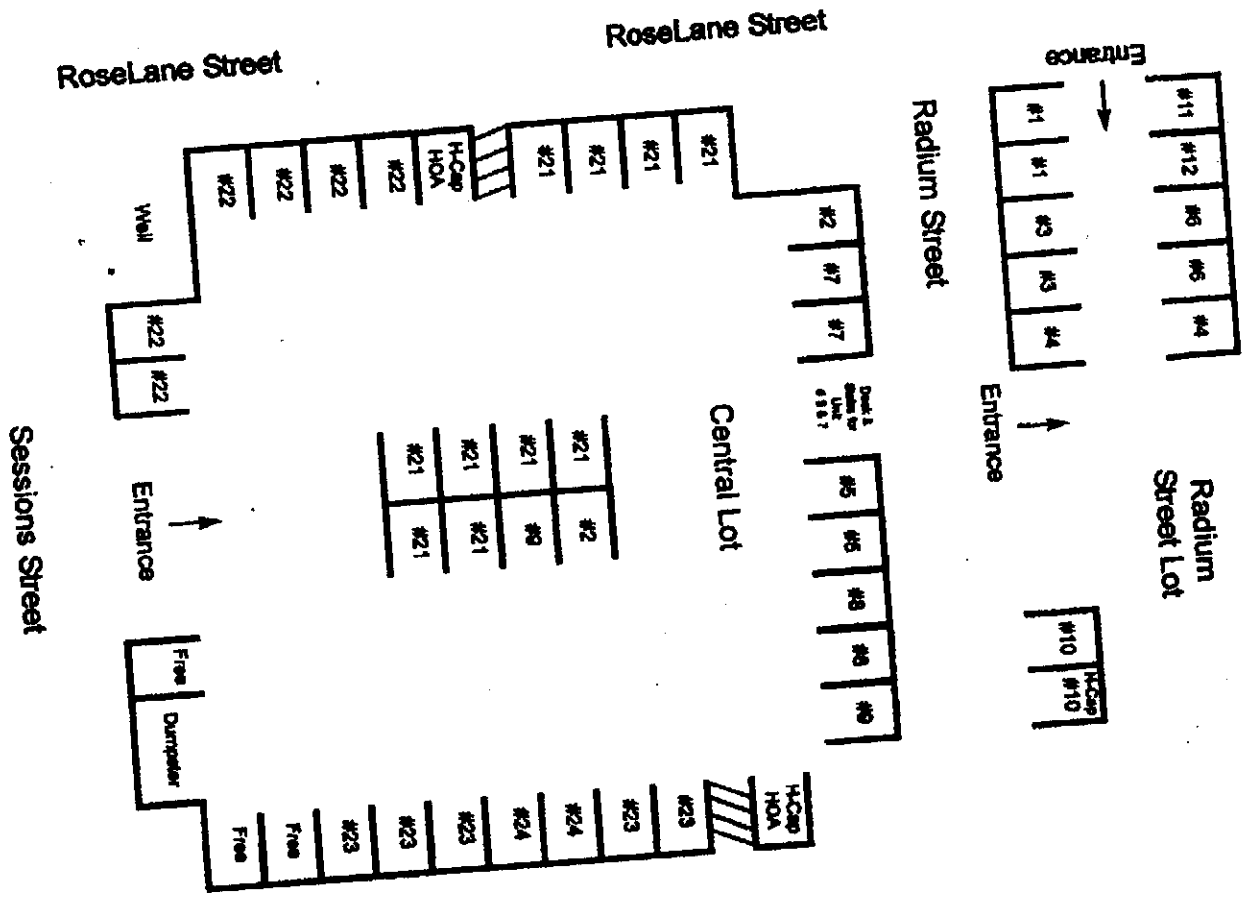 RoseLane Street
RoseLane Street
Entrance
#22
#22
#22
#22
H-Cap
HOA
#21
#21
#21
#21
Radium Street
#1
#1
#3
#3
#4
#11
#12
#6
#6
#4
Well
#22
#22
#2
#7
#7
Unit
Entrance
Radium
Street Lot
Central Lot
#21
#21
#21
#21
#21
#21
#9
#2
#5
#5
#8
#8
#9
#10
H-Cap
#10
Sessions Street
Entrance
Free
Dumpster
Free
Free
#23
#23
#23
#24
#24
#23
#23
H-Cap
HOA